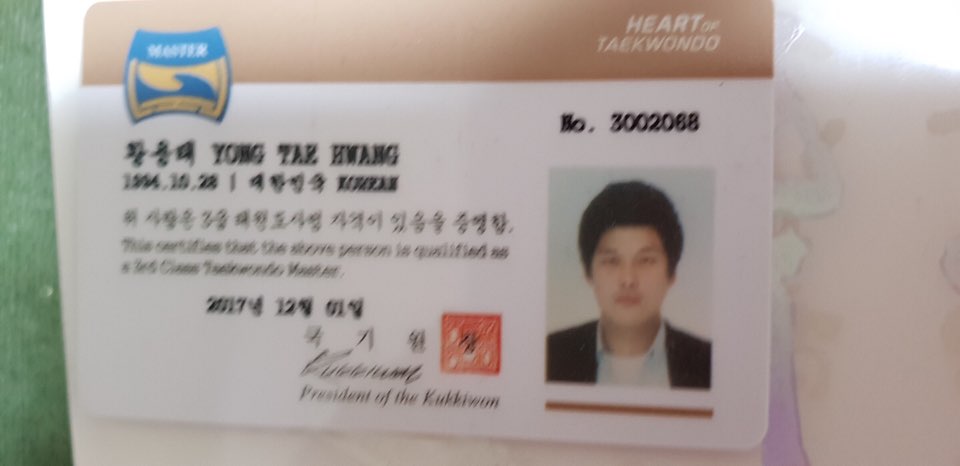 HEART OF
TAEKWONDO
MASTER
No. 3002068
황용태 YONG TAE HWANG
1994.10.28 | 대한민국 KOREAN
위 사람은 3급 태권도사범 자격이 있음을 증명함.
This certifies that the above person is qualified as
a 3rd Class Taekwondo Master.
2017년 12월 01일
국 기 원 장
President of the Kukkiwon